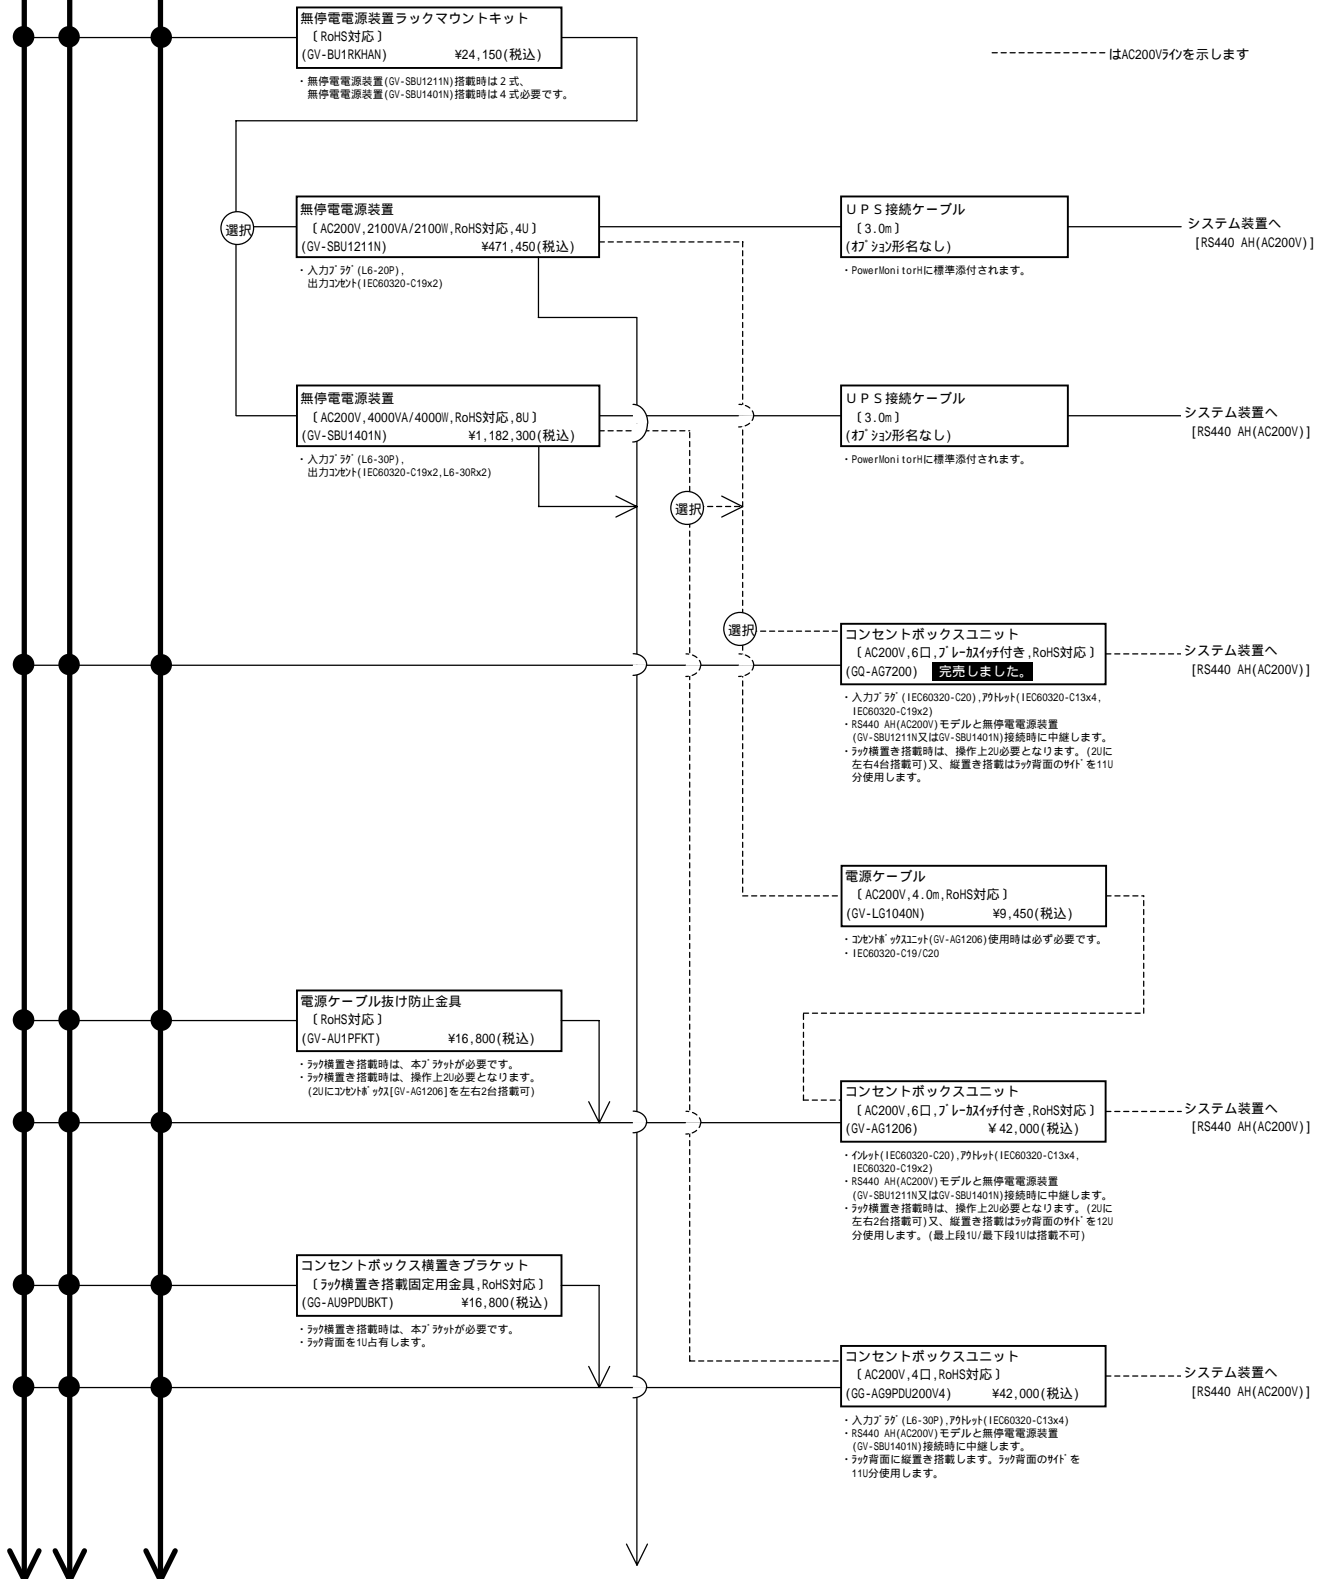 無停電電源装置ラックマウントキット
〔RoHS対応〕
(GV-BU1RKHAN) ¥24,150(税込)
・無停電電源装置(GV-SBU1211N)搭載時は２式、
無停電電源装置(GV-SBU1401N)搭載時は４式必要です。
------------はAC200Vﾗｲﾝを示します
選択
無停電電源装置
〔AC200V,2100VA/2100W,RoHS対応,4U〕
(GV-SBU1211N) ¥471,450(税込)
・入力ﾌﾟﾗｸﾞ(L6-20P),
出力ｺﾝｾﾝﾄ(IEC60320-C19x2)
ＵＰＳ接続ケーブル
〔3.0m〕
(ｵﾌﾟｼｮﾝ形名なし)
・PowerMonitorHに標準添付されます。
システム装置へ
[RS440 AH(AC200V)]
無停電電源装置
〔AC200V,4000VA/4000W,RoHS対応,8U〕
(GV-SBU1401N) ¥1,182,300(税込)
・入力ﾌﾟﾗｸﾞ(L6-30P),
出力ｺﾝｾﾝﾄ(IEC60320-C19x2,L6-30Rx2)
ＵＰＳ接続ケーブル
〔3.0m〕
(ｵﾌﾟｼｮﾝ形名なし)
・PowerMonitorHに標準添付されます。
システム装置へ
[RS440 AH(AC200V)]
選択
選択
コンセントボックスユニット
〔AC200V,6口,ﾌﾞﾚｰｶｽｲｯﾁ付き,RoHS対応〕
(GQ-AG7200) 完売しました。
・入力ﾌﾟﾗｸﾞ(IEC60320-C20),ｱｳﾄﾚｯﾄ(IEC60320-C13x4,
IEC60320-C19x2)
・RS440 AH(AC200V)モデルと無停電電源装置
(GV-SBU1211N又はGV-SBU1401N)接続時に中継します。
・ﾗｯｸ横置き搭載時は、操作上2U必要となります。(2Uに
左右4台搭載可)又、縦置き搭載はﾗｯｸ背面のｻｲﾄﾞを11U
分使用します。
システム装置へ
[RS440 AH(AC200V)]
電源ケーブル
〔AC200V,4.0m,RoHS対応〕
(GV-LG1040N) ¥9,450(税込)
・ｺﾝｾﾝﾄﾎﾞｯｸｽﾕﾆｯﾄ(GV-AG1206)使用時は必ず必要です。
・IEC60320-C19/C20
電源ケーブル抜け防止金具
〔RoHS対応〕
(GV-AU1PFKT) ¥16,800(税込)
・ﾗｯｸ横置き搭載時は、本ﾌﾞﾗｹｯﾄが必要です。
・ﾗｯｸ横置き搭載時は、操作上2U必要となります。
(2Uにｺﾝｾﾝﾄﾎﾞｯｸｽ[GV-AG1206]を左右2台搭載可)
コンセントボックスユニット
〔AC200V,6口,ﾌﾞﾚｰｶｽｲｯﾁ付き,RoHS対応〕
(GV-AG1206) ¥42,000(税込)
・ｲﾝﾚｯﾄ(IEC60320-C20),ｱｳﾄﾚｯﾄ(IEC60320-C13x4,
IEC60320-C19x2)
・RS440 AH(AC200V)モデルと無停電電源装置
(GV-SBU1211N又はGV-SBU1401N)接続時に中継します。
・ﾗｯｸ横置き搭載時は、操作上2U必要となります。(2Uに
左右2台搭載可)又、縦置き搭載はﾗｯｸ背面のｻｲﾄﾞを12U
分使用します。(最上段1U/最下段1Uは搭載不可)
システム装置へ
[RS440 AH(AC200V)]
コンセントボックス横置きブラケット
〔ﾗｯｸ横置き搭載固定用金具,RoHS対応〕
(GG-AU9PDUBKT) ¥16,800(税込)
・ﾗｯｸ横置き搭載時は、本ﾌﾞﾗｹｯﾄが必要です。
・ﾗｯｸ背面を1U占有します。
コンセントボックスユニット
〔AC200V,4口,RoHS対応〕
(GG-AG9PDU200V4) ¥42,000(税込)
・入力ﾌﾟﾗｸﾞ(L6-30P),ｱｳﾄﾚｯﾄ(IEC60320-C13x4)
・RS440 AH(AC200V)モデルと無停電電源装置
(GV-SBU1401N)接続時に中継します。
・ﾗｯｸ背面に縦置き搭載します。ﾗｯｸ背面のｻｲﾄﾞを
11U分使用します。
システム装置へ
[RS440 AH(AC200V)]